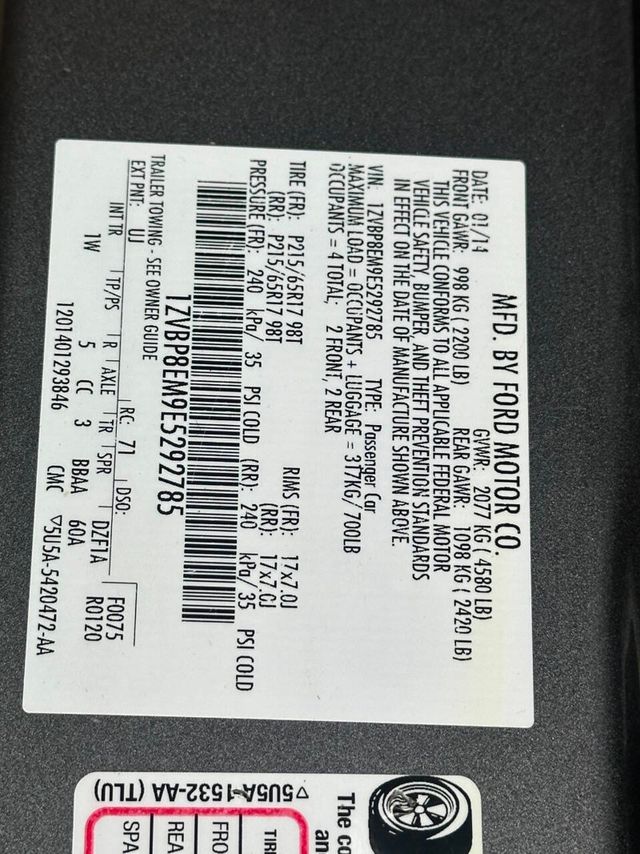 MFD. BY FORD MOTOR CO.
DATE: 01/14 GVWR: 2077 KG ( 4580 LB)
FRONT GAWR: 998 KG ( 2200 LB) REAR GAWR: 1098 KG ( 2420 LB)
THIS VEHICLE CONFORMS TO ALL APPLICABLE FEDERAL MOTOR
VEHICLE SAFETY, BUMPER, AND THEFT PREVENTION STANDARDS
IN EFFECT ON THE DATE OF MANUFACTURE SHOWN ABOVE.
VIN: 1ZVBP8EM9E5292785 TYPE: Passenger Car
MAXIMUM LOAD = OCCUPANTS + LUGGAGE = 317KG/ 700LB
OCCUPANTS = 4 TOTAL; 2 FRONT, 2 REAR
TIRE (FR): P215/65R17 98T RIMS (FR): 17x7.0J
(RR): P215/65R17 98T (RR): 17x7.0J
PRESSURE (FR): 240 kPa/ 35 PSI COLD (RR): 240 kPa/ 35 PSI COLD
1ZVBP8EM9E5292785
TRAILER TOWING - SEE OWNER GUIDE
EXT PNT: UJ RC: 71 DSO: F0075
INT TR TP/PS R AXLE TR SPR DZF1A R0120
1W 5 CC 3 BBAA 60A
1201401293846 CMC ▽5U5A-5420472-AA
The co
an
TIRE
FRO
REA
SPA
▽5U5A-1532-AA (TLU)